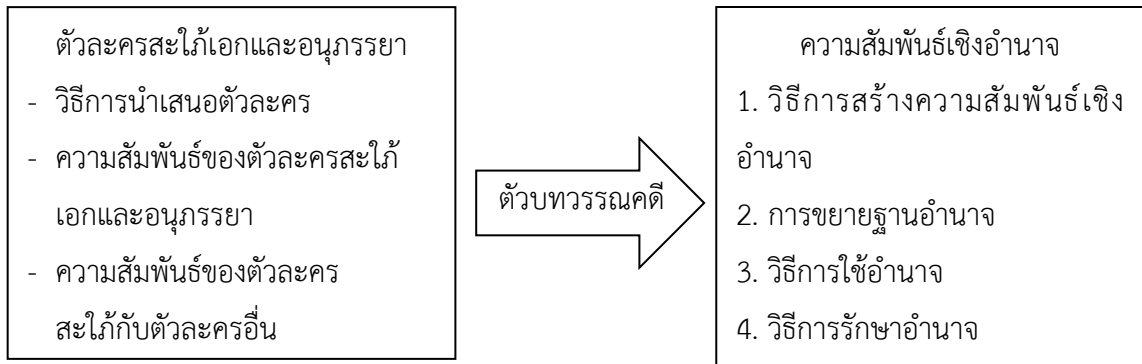 ตัวละครสะใภ้เอกและอนุภรรยา
- วิธีการนำเสนอตัวละคร
- ความสัมพันธ์ของตัวละครสะใภ้
เอกและอนุภรรยา
- ความสัมพันธ์ของตัวละคร
สะใภ้กับตัวละครอื่น
ตัวบทวรรณคดี
ความสัมพันธ์เชิงอำนาจ
1. วิธีการสร้างความสัมพันธ์เชิง
อำนาจ
2. การขยายฐานอำนาจ
3. วิธีการใช้อำนาจ
4. วิธีการรักษาอำนาจ